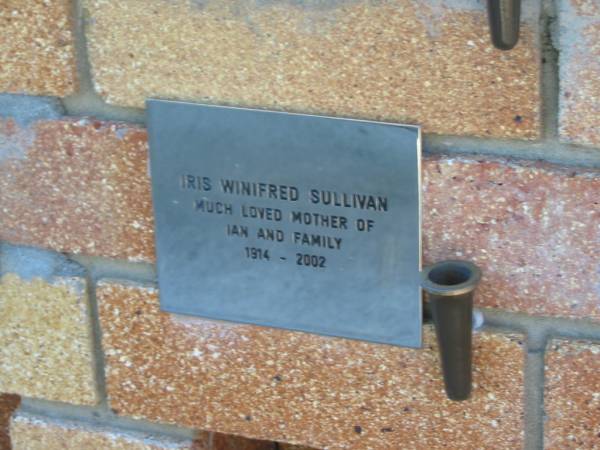 IRIS WINIFRED SULLIVAN
MUCH LOVED MOTHER OF
IAN AND FAMILY
1914 - 2002